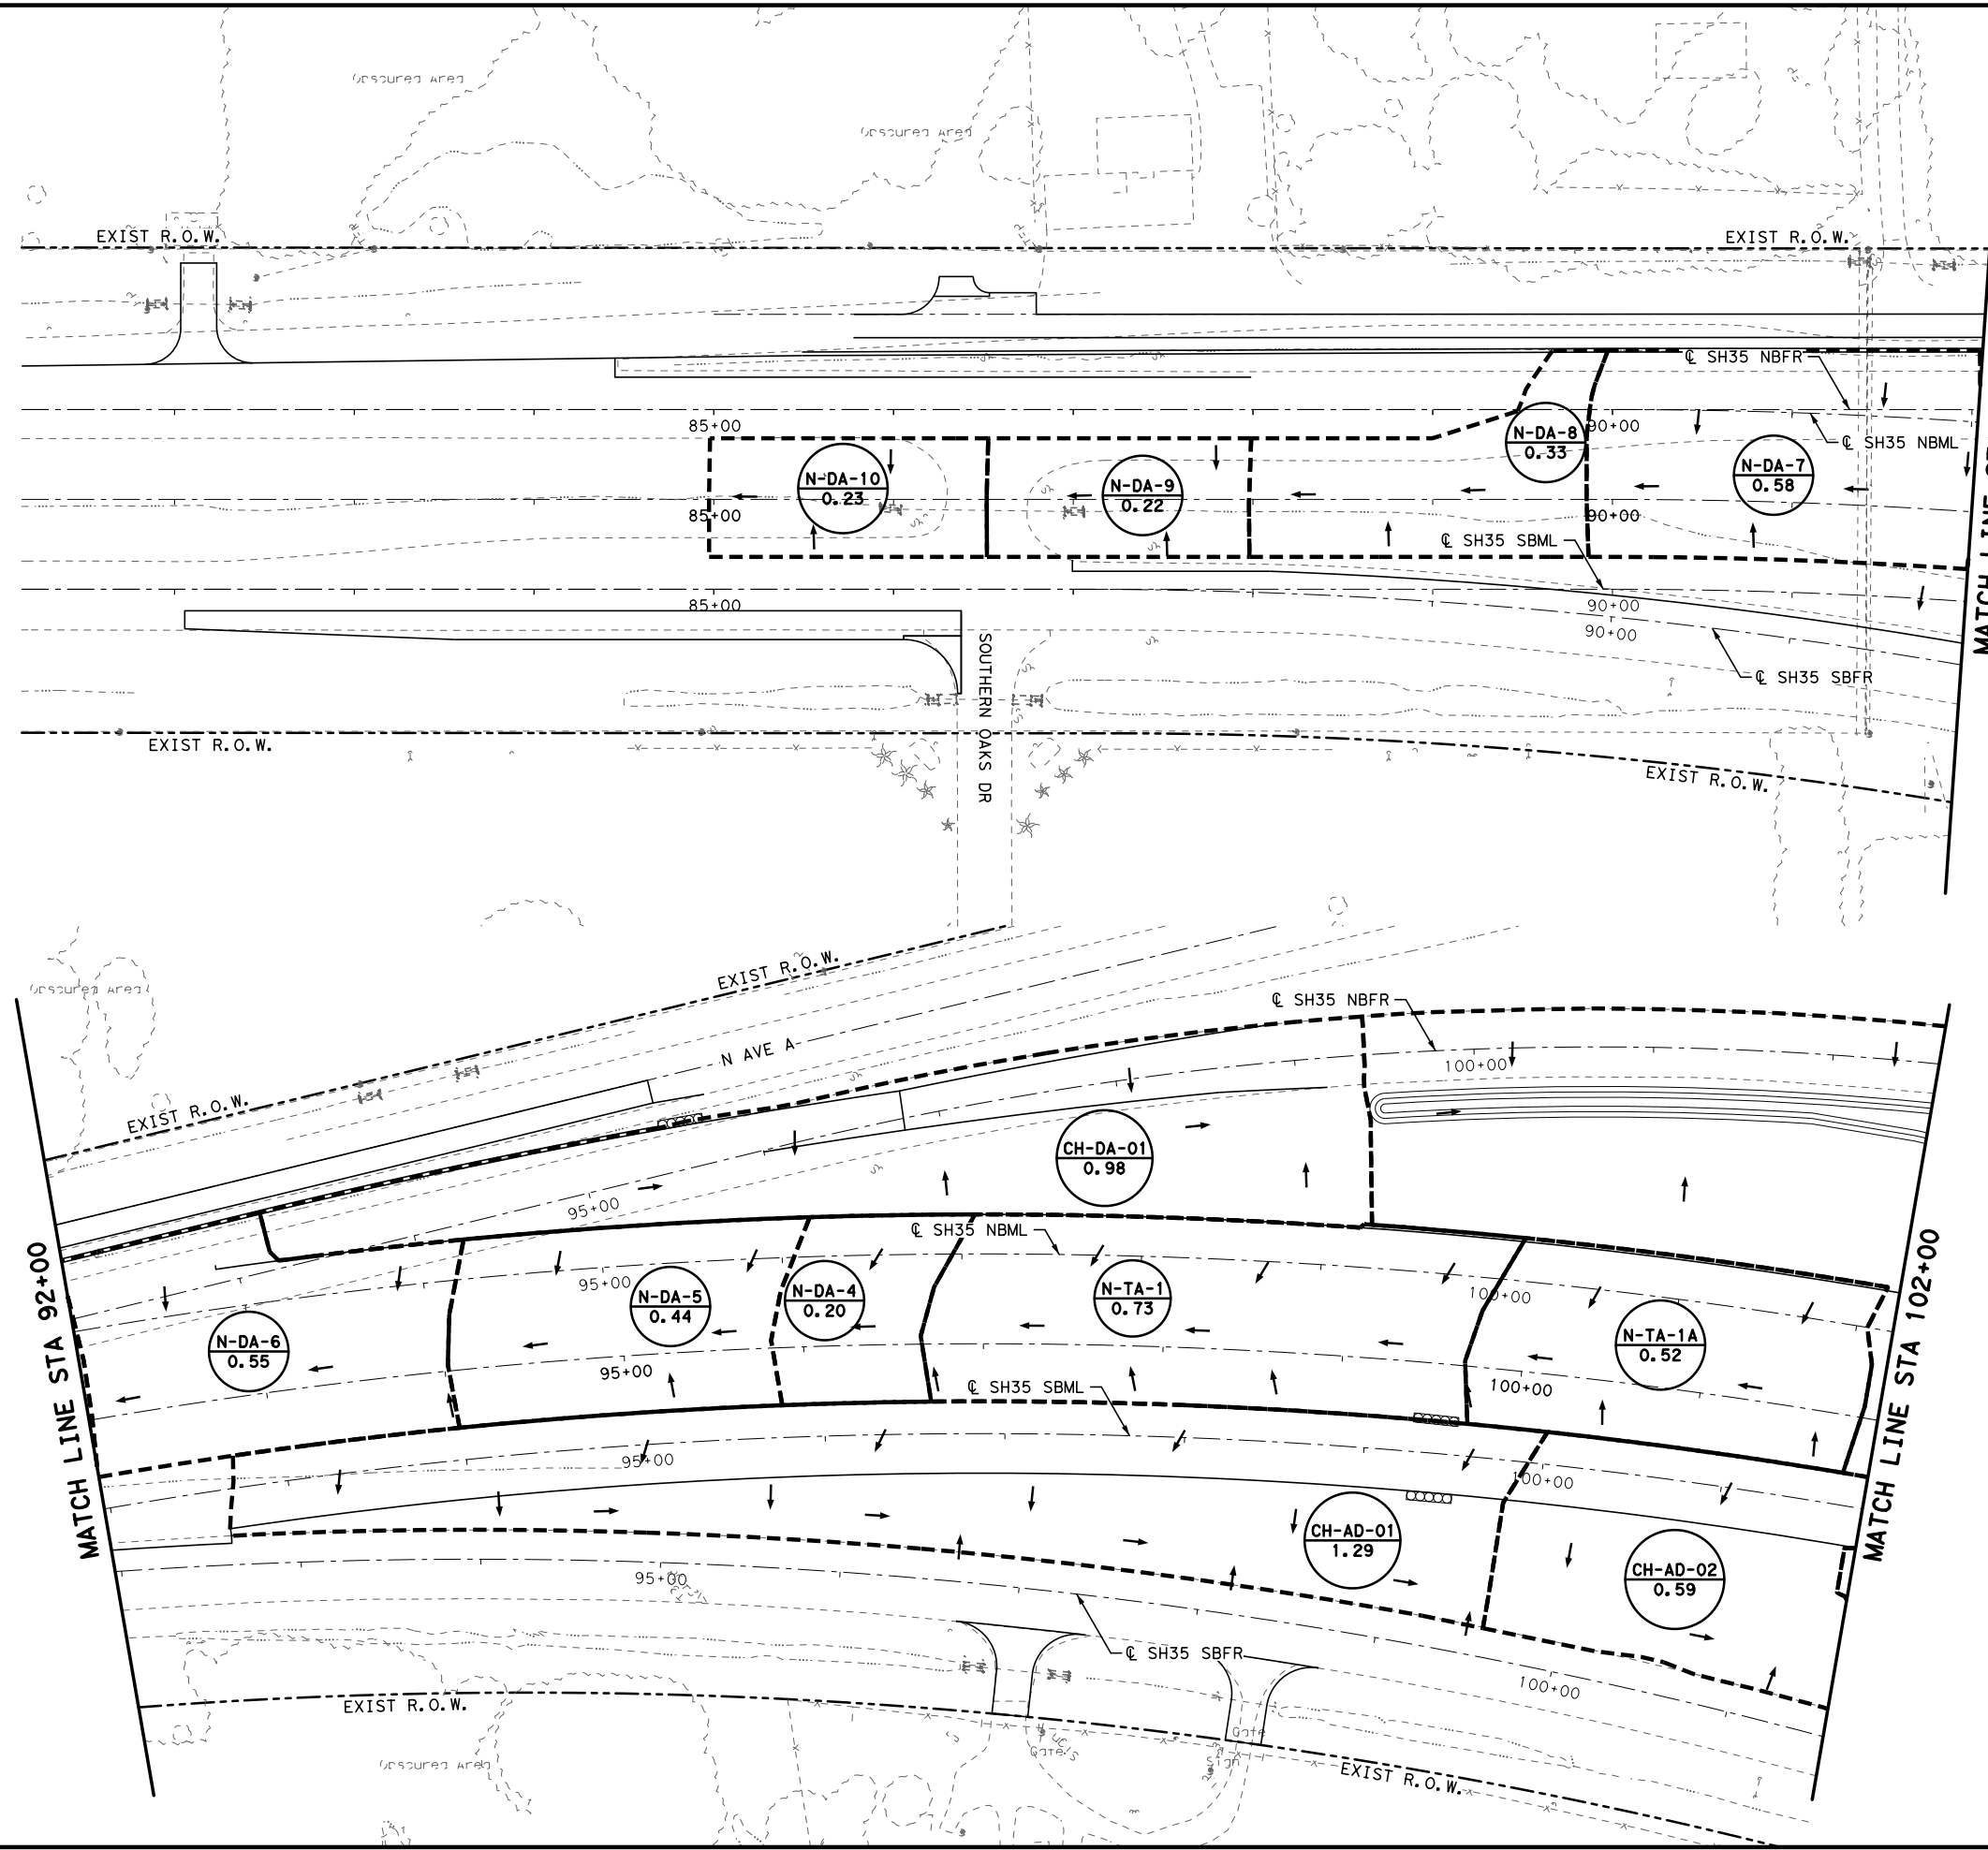 Obscured Area
Obscured Area
EXIST R.O.W.
EXIST R.O.W.
℄ SH35 NBFR
85+00
N-DA-8
0.33
90+00
℄ SH35 NBML
N-DA-10
0.23
N-DA-9
0.22
N-DA-7
0.58
85+00
90+00
℄ SH35 SBML
85+00
90+00
90+00
MATCH LINE
SOUTHERN OAKS DR
℄ SH35 SBFR
EXIST R.O.W.
EXIST R.O.W.
EXIST R.O.W.
Obscured Area
℄ SH35 NBFR
N AVE A
100+00
EXIST R.O.W.
CH-DA-01
0.98
95+00
℄ SH35 NBML
MATCH LINE STA 92+00
95+00
N-DA-5
0.44
N-DA-4
0.20
N-TA-1
0.73
100+00
N-DA-6
0.55
N-TA-1A
0.52
MATCH LINE STA 102+00
95+00
℄ SH35 SBML
100+00
95+00
100+00
CH-AD-01
1.29
CH-AD-02
0.59
95+00
℄ SH35 SBFR
100+00
EXIST R.O.W.
Gate
Gate
Sign
Obscured Area
EXIST R.O.W.